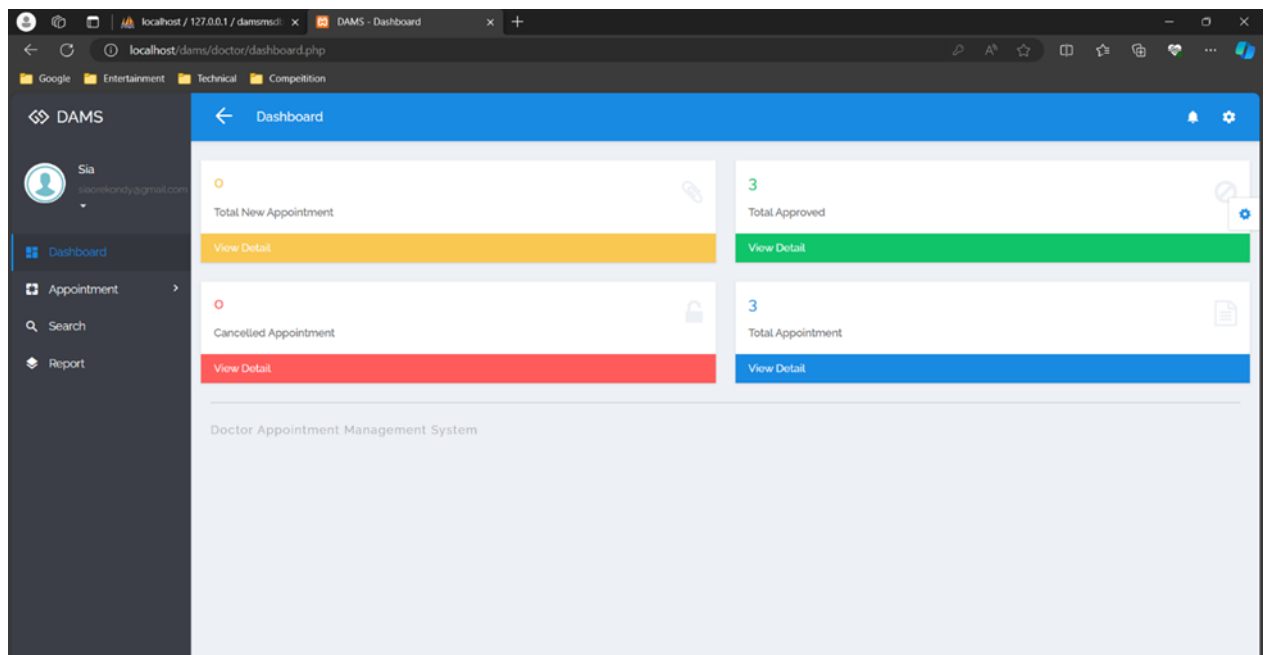 localhost / 127.0.0.1 / damsmsdb
DAMS - Dashboard
localhost/dams/doctor/dashboard.php
Google Entertainment Technical Compeitition
DAMS
Dashboard
Sia
Dashboard
Appointment
Search
Report
0
Total New Appointment
View Detail
3
Total Approved
View Detail
0
Cancelled Appointment
View Detail
3
Total Appointment
View Detail
Doctor Appointment Management System